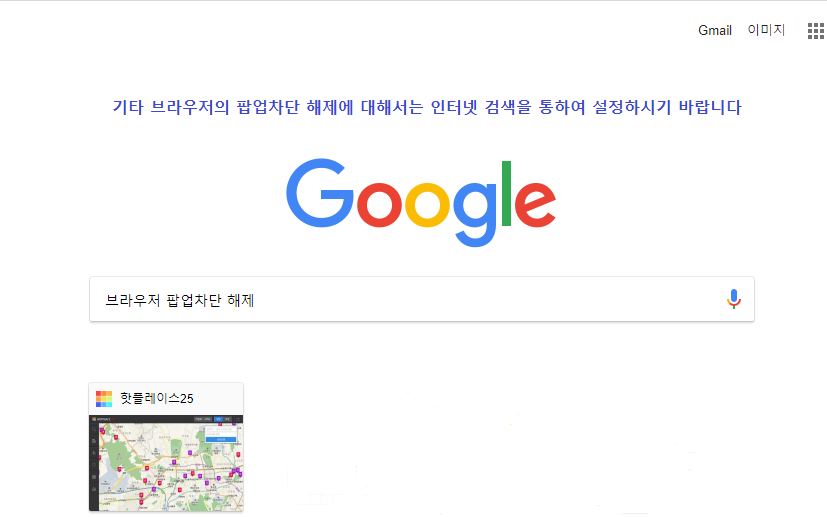 Gmail 이미지
기타 브라우저의 팝업차단 해제에 대해서는 인터넷 검색을 통하여 설정하시기 바랍니다
Google
브라우저 팝업차단 해제
핫플레이스25